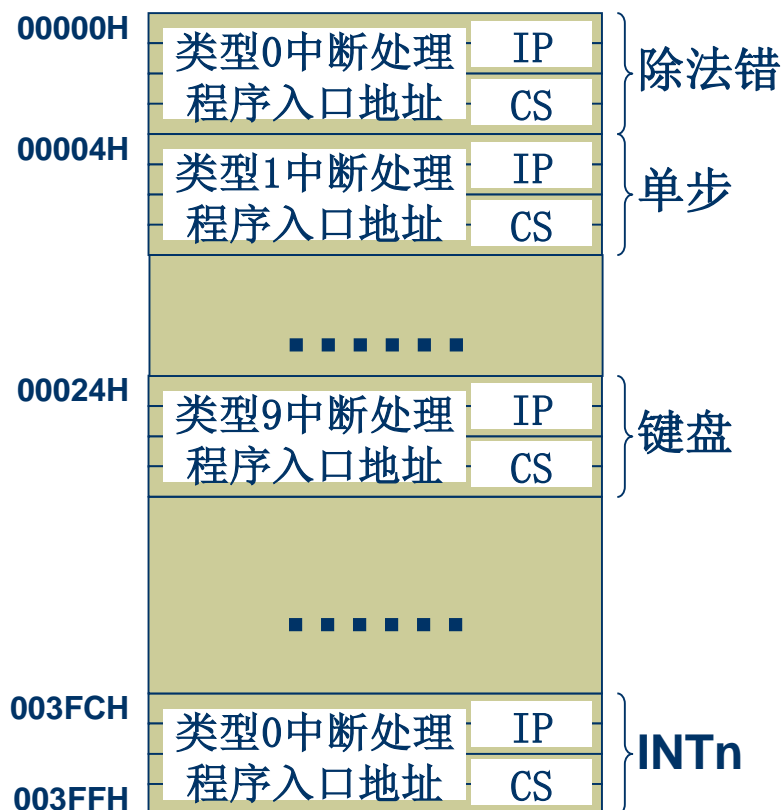 00000H
类型0中断处理
程序入口地址
IP
CS
除法错
00004H
类型1中断处理
程序入口地址
IP
CS
单步
......
00024H
类型9中断处理
程序入口地址
IP
CS
键盘
......
003FCH
类型0中断处理
程序入口地址
IP
CS
INTn
003FFH